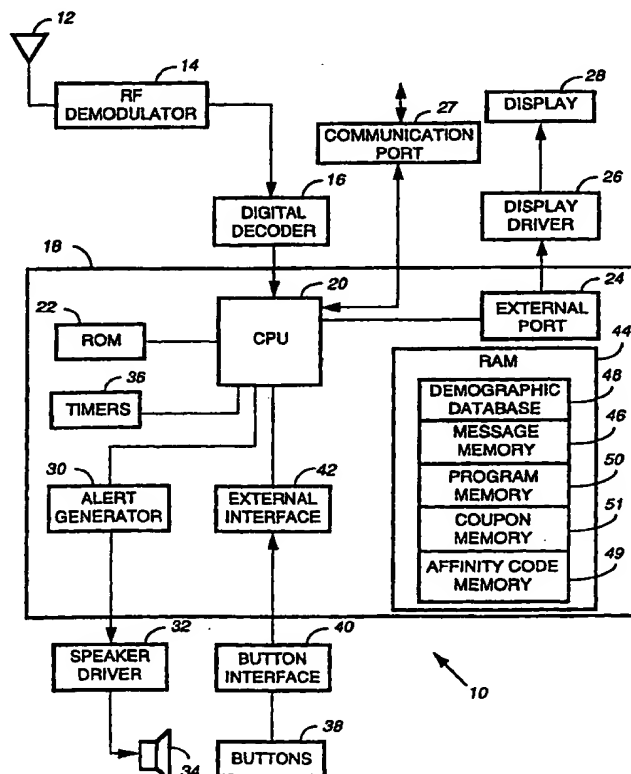 12
14
RF
DEMODULATOR
27
COMMUNICATION
PORT
28
DISPLAY
26
DISPLAY
DRIVER
16
DIGITAL
DECODER
18
20
CPU
24
EXTERNAL
PORT
22
ROM
36
TIMERS
30
ALERT
GENERATOR
42
EXTERNAL
INTERFACE
44
RAM
DEMOGRAPHIC
DATABASE
48
MESSAGE
MEMORY
46
PROGRAM
MEMORY
50
COUPON
MEMORY
51
AFFINITY CODE
MEMORY
49
32
SPEAKER
DRIVER
40
BUTTON
INTERFACE
10
34
38
BUTTONS